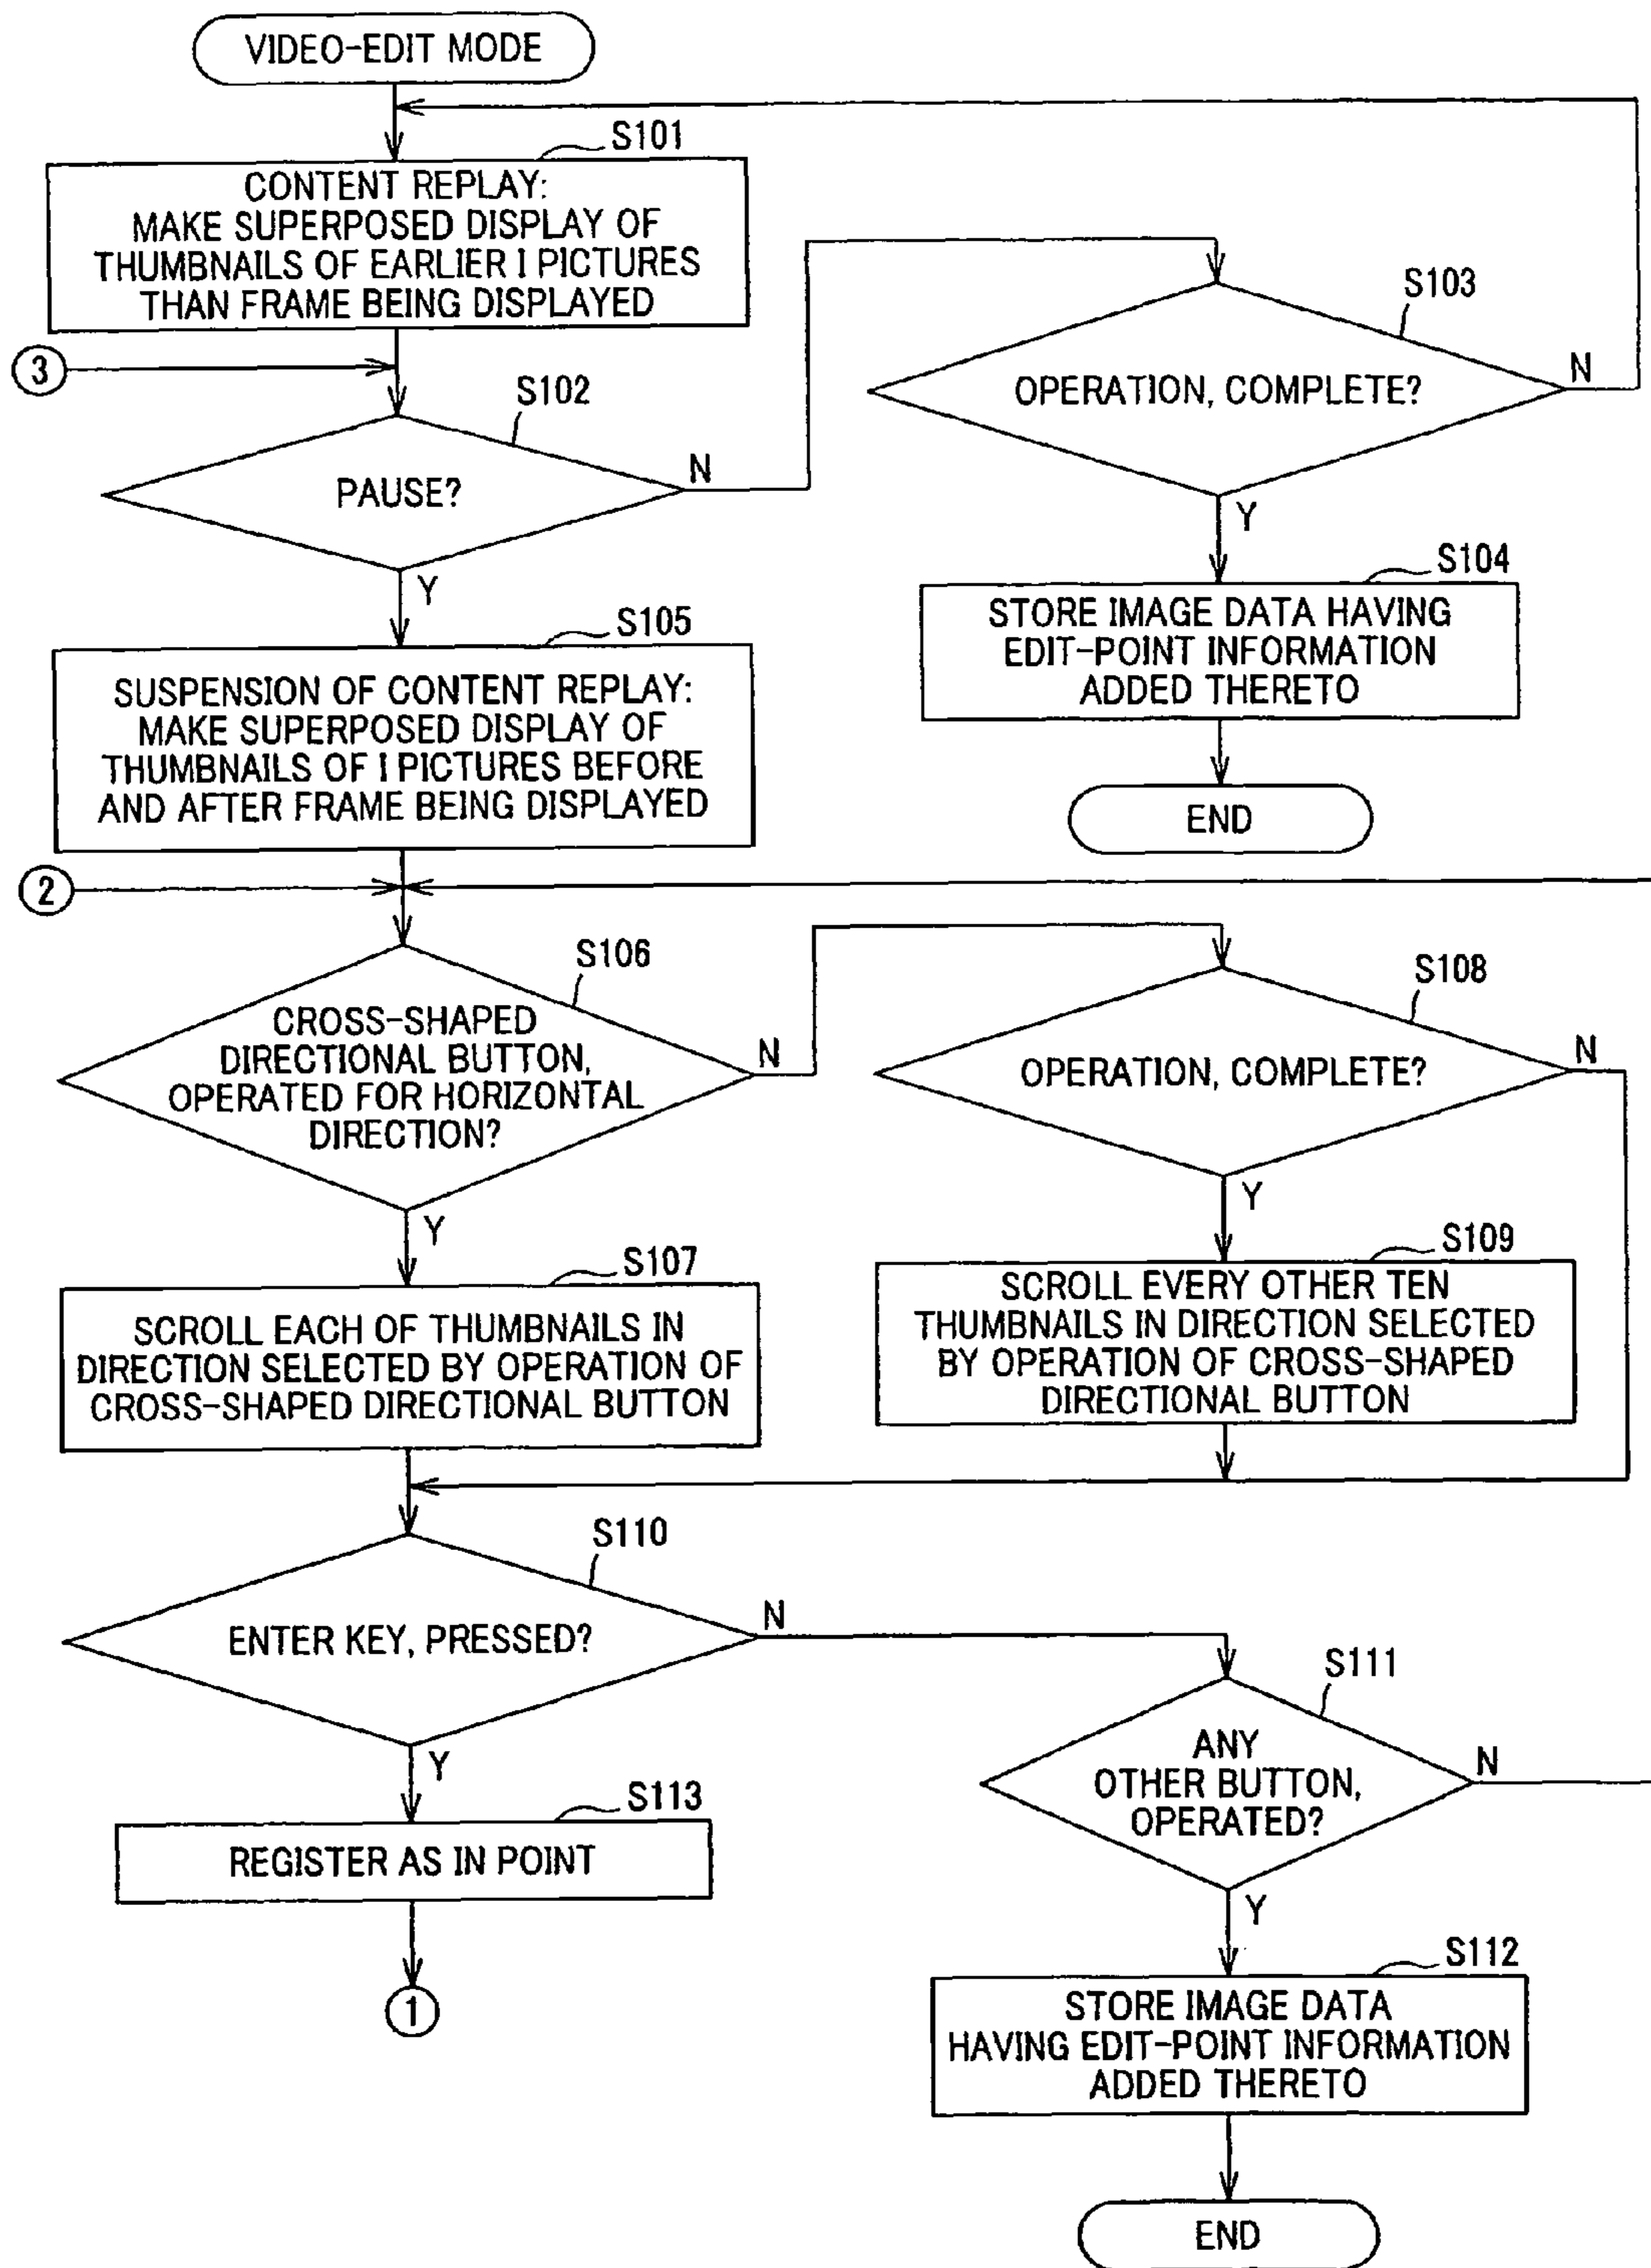 VIDEO-EDIT MODE
S101
CONTENT REPLAY:
MAKE SUPERPOSED DISPLAY OF
THUMBNAILS OF EARLIER I PICTURES
THAN FRAME BEING DISPLAYED
3
S102
PAUSE?
N
Y
S103
OPERATION, COMPLETE?
N
Y
S104
STORE IMAGE DATA HAVING
EDIT-POINT INFORMATION
ADDED THERETO
END
S105
SUSPENSION OF CONTENT REPLAY:
MAKE SUPERPOSED DISPLAY OF
THUMBNAILS OF I PICTURES BEFORE
AND AFTER FRAME BEING DISPLAYED
2
S106
CROSS-SHAPED
DIRECTIONAL BUTTON,
OPERATED FOR HORIZONTAL
DIRECTION?
N
Y
S108
OPERATION, COMPLETE?
N
Y
S107
SCROLL EACH OF THUMBNAILS IN
DIRECTION SELECTED BY OPERATION OF
CROSS-SHAPED DIRECTIONAL BUTTON
S109
SCROLL EVERY OTHER TEN
THUMBNAILS IN DIRECTION SELECTED
BY OPERATION OF CROSS-SHAPED
DIRECTIONAL BUTTON
S110
ENTER KEY, PRESSED?
N
Y
S111
ANY
OTHER BUTTON,
OPERATED?
N
Y
S113
REGISTER AS IN POINT
1
S112
STORE IMAGE DATA
HAVING EDIT-POINT INFORMATION
ADDED THERETO
END